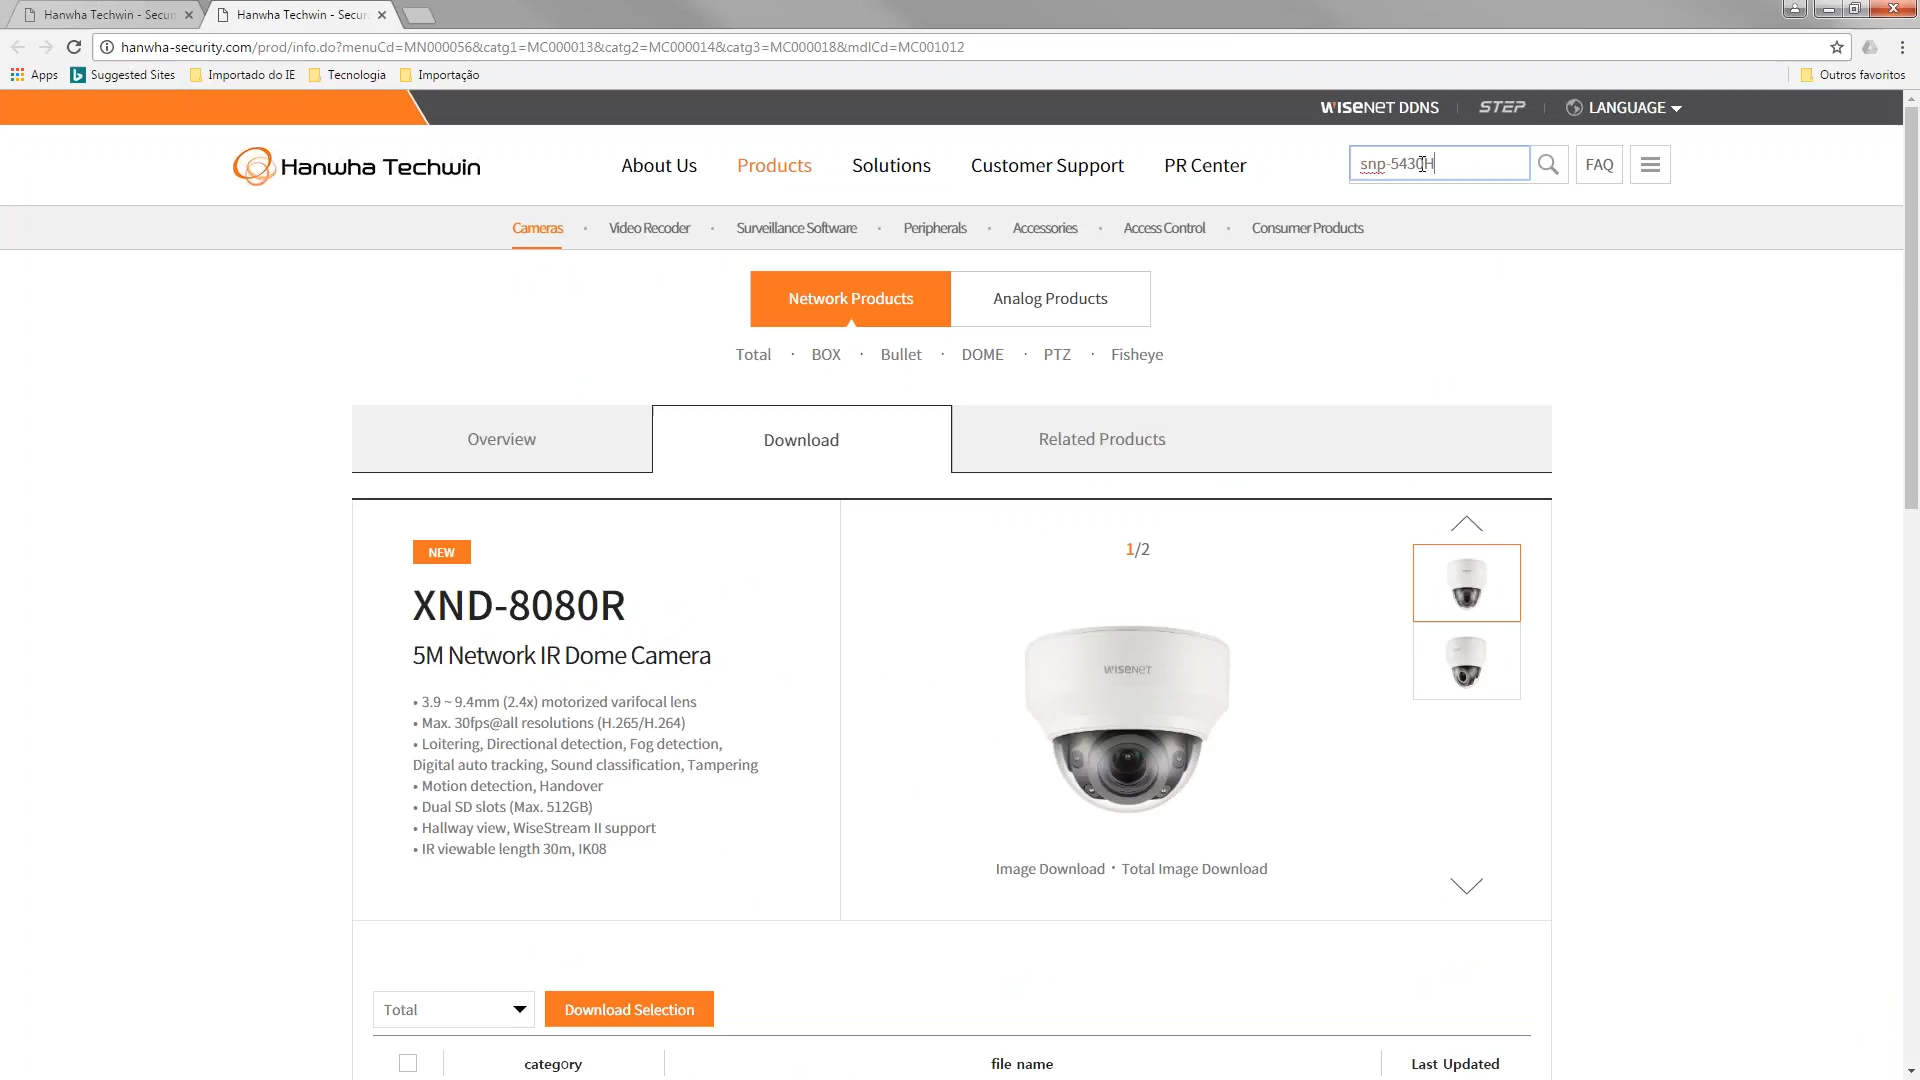 Hanwha Techwin - Secur
Hanwha Techwin - Secur
hanwha-security.com/prod/info.do?menuCd=MN000056&catg1=MC000013&catg2=MC000014&catg3=MC000018&mdlCd=MC001012
Apps Suggested Sites Importado do IE Tecnologia Importação Outros favoritos
WISENET DDNS STEP LANGUAGE
Hanwha Techwin About Us Products Solutions Customer Support PR Center snp-5430H FAQ
Cameras · Video Recoder · Surveillance Software · Peripherals · Accessories · Access Control · Consumer Products
Network Products Analog Products
Total · BOX · Bullet · DOME · PTZ · Fisheye
Overview Download Related Products
NEW
1/2
XND-8080R
5M Network IR Dome Camera
WISENET
• 3.9 ~ 9.4mm (2.4x) motorized varifocal lens
• Max. 30fps@all resolutions (H.265/H.264)
• Loitering, Directional detection, Fog detection,
Digital auto tracking, Sound classification, Tampering
• Motion detection, Handover
• Dual SD slots (Max. 512GB)
• Hallway view, WiseStream II support
• IR viewable length 30m, IK08
Image Download · Total Image Download
Total Download Selection
category file name Last Updated